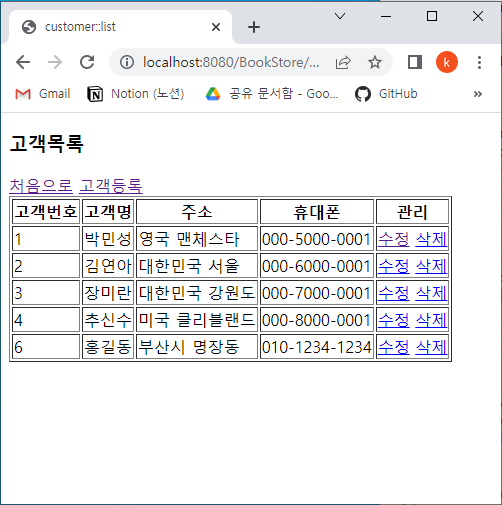 customer::list
localhost:8080/BookStore/...
k
Gmail Notion (노션) 공유 문서함 - Goo... GitHub »
고객목록
처음으로 고객등록
고객번호 고객명 주소 휴대폰 관리
1 박민성 영국 맨체스타 000-5000-0001 수정 삭제
2 김연아 대한민국 서울 000-6000-0001 수정 삭제
3 장미란 대한민국 강원도 000-7000-0001 수정 삭제
4 추신수 미국 클리블랜드 000-8000-0001 수정 삭제
6 홍길동 부산시 명장동 010-1234-1234 수정 삭제